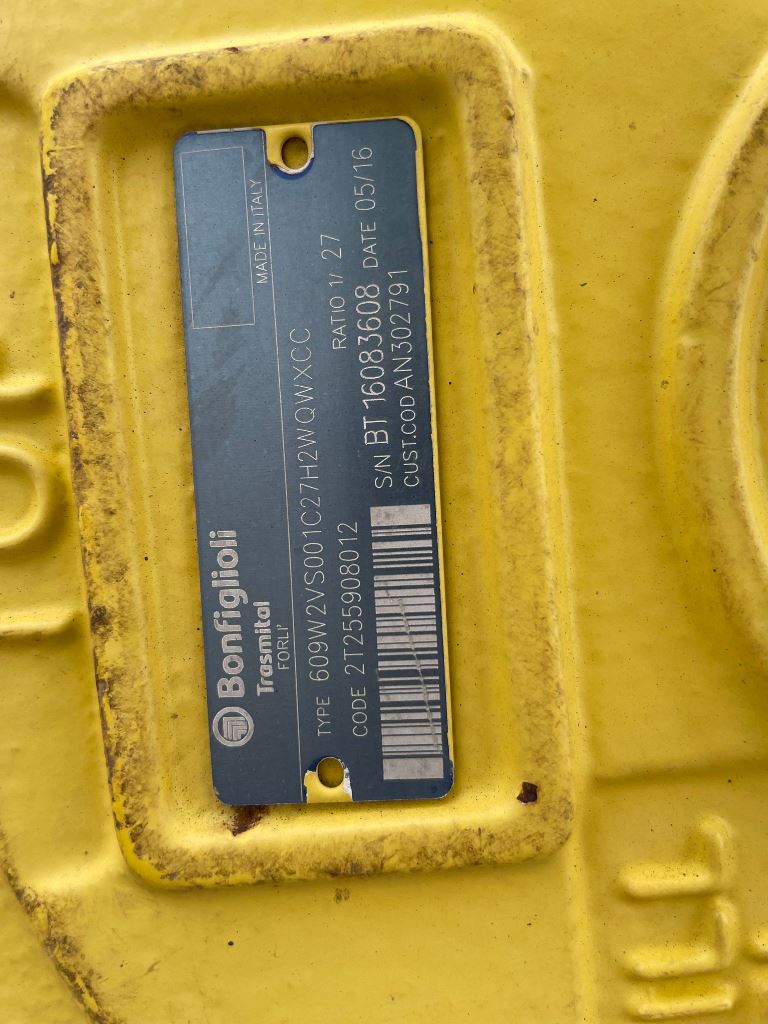 Bonfiglioli
Trasmital
FORLI'
MADE IN ITALY
TYPE 609W2VS001C27H2WQWXCC
CODE 2T255908012 RATIO 1/ 27
S/N BT 16083608 DATE 05/16
CUST.COD AN302791